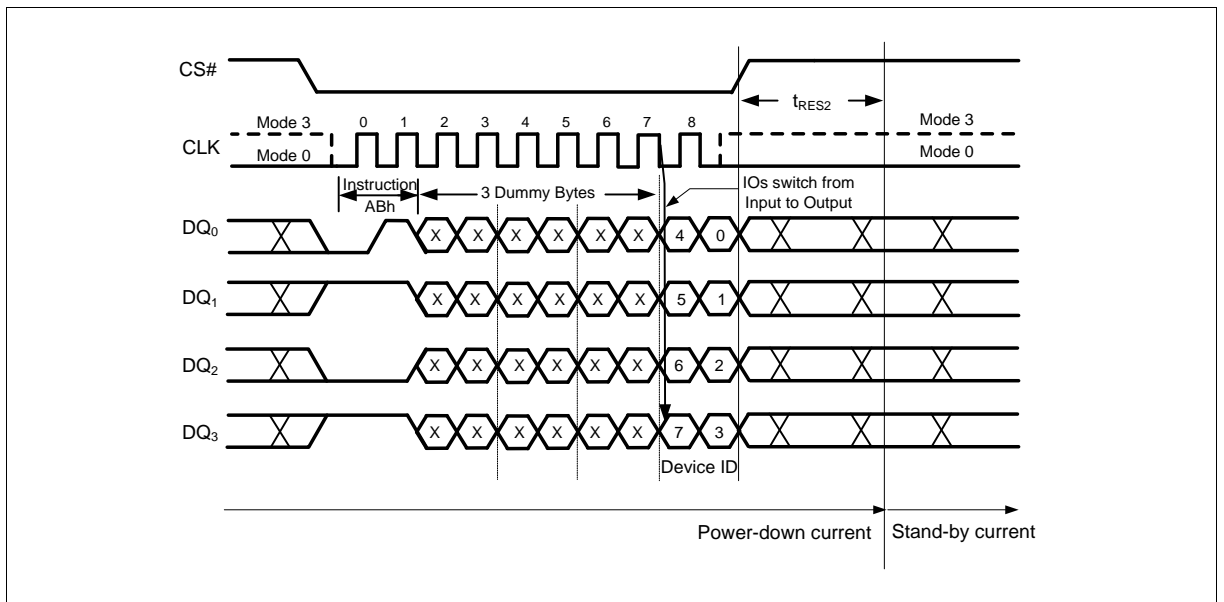 CS#
tRES2
Mode 3 0 1 2 3 4 5 6 7 8 Mode 3
CLK
Mode 0 Mode 0
Instruction
ABh
3 Dummy Bytes
IOs switch from
Input to Output
DQ0 X X X X X X 4 0
DQ1 X X X X X X 5 1
DQ2 X X X X X X 6 2
DQ3 X X X X X X 7 3
Device ID
Power-down current Stand-by current